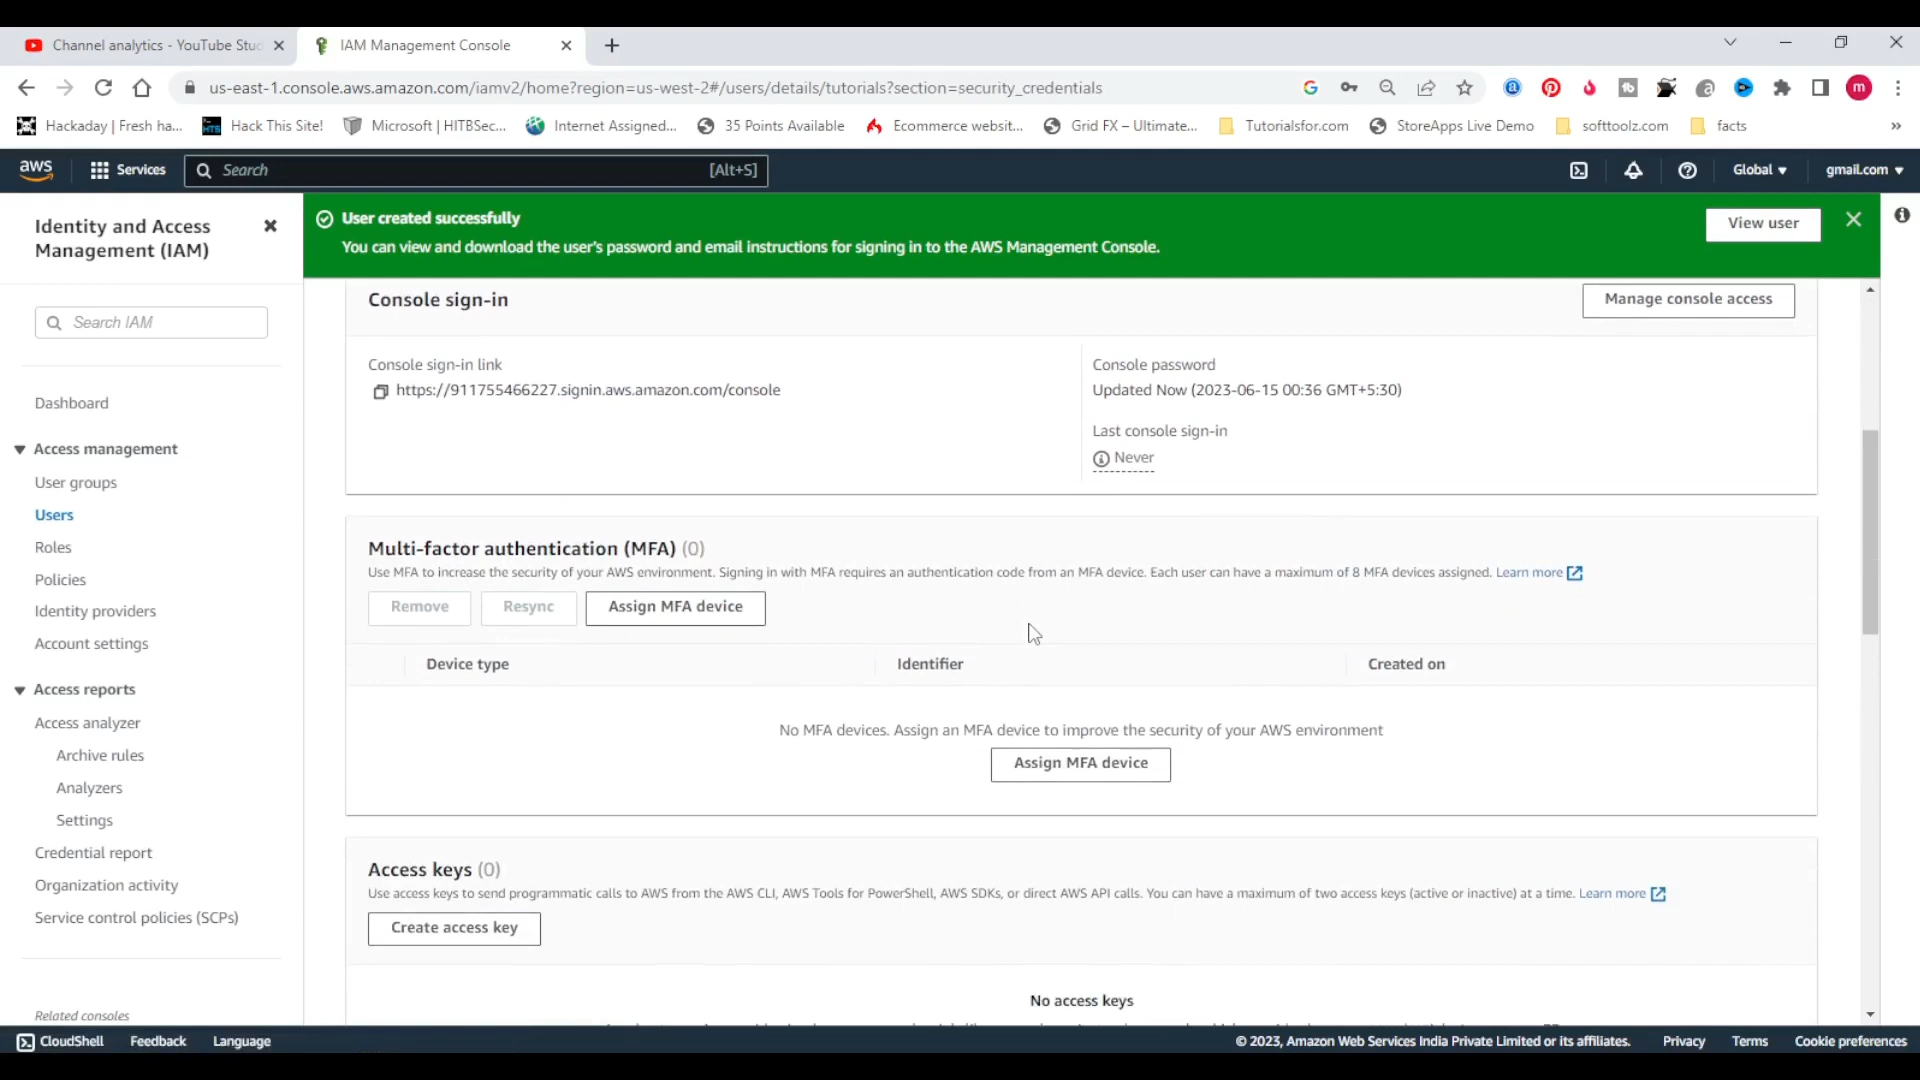 Channel analytics - YouTube Stuc
IAM Management Console
us-east-1.console.aws.amazon.com/iamv2/home?region=us-west-2#/users/details/tutorials?section=security_credentials
m
Hackaday | Fresh ha...
Hack This Site!
Microsoft | HITBSec...
Internet Assigned...
35 Points Available
Ecommerce websit...
Grid FX – Ultimate...
Tutorialsfor.com
StoreApps Live Demo
softtoolz.com
facts
aws
Services
Search
[Alt+S]
Global
gmail.com
Identity and Access
Management (IAM)
User created successfully
You can view and download the user's password and email instructions for signing in to the AWS Management Console.
View user
Search IAM
Dashboard
Access management
User groups
Users
Roles
Policies
Identity providers
Account settings
Access reports
Access analyzer
Archive rules
Analyzers
Settings
Credential report
Organization activity
Service control policies (SCPs)
Related consoles
Console sign-in
Manage console access
Console sign-in link
https://911755466227.signin.aws.amazon.com/console
Console password
Updated Now (2023-06-15 00:36 GMT+5:30)
Last console sign-in
Never
Multi-factor authentication (MFA) (0)
Use MFA to increase the security of your AWS environment. Signing in with MFA requires an authentication code from an MFA device. Each user can have a maximum of 8 MFA devices assigned. Learn more
Remove
Resync
Assign MFA device
Device type
Identifier
Created on
No MFA devices. Assign an MFA device to improve the security of your AWS environment
Assign MFA device
Access keys (0)
Use access keys to send programmatic calls to AWS from the AWS CLI, AWS Tools for PowerShell, AWS SDKs, or direct AWS API calls. You can have a maximum of two access keys (active or inactive) at a time. Learn more
Create access key
No access keys
CloudShell
Feedback
Language
© 2023, Amazon Web Services India Private Limited or its affiliates.
Privacy
Terms
Cookie preferences